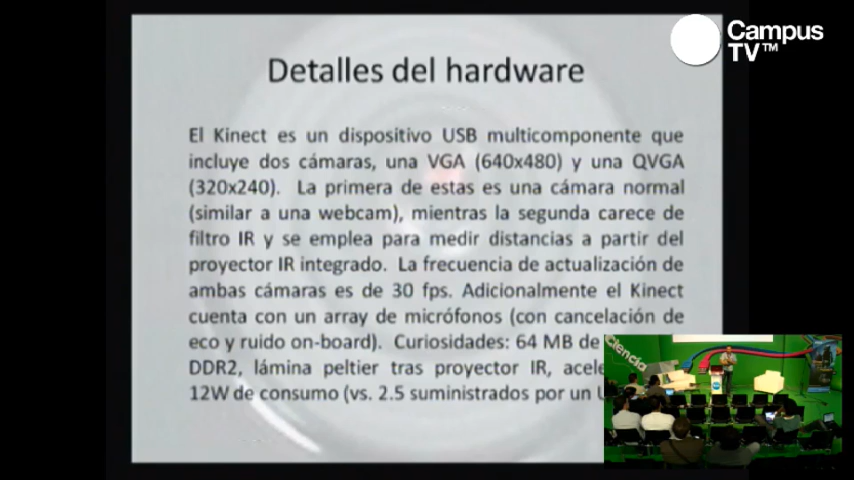 Campus
TV™
Detalles del hardware
El Kinect es un dispositivo USB multicomponente que
incluye dos cámaras, una VGA (640x480) y una QVGA
(320x240). La primera de estas es una cámara normal
(similar a una webcam), mientras la segunda carece de
filtro IR y se emplea para medir distancias a partir del
proyector IR integrado. La frecuencia de actualización de
ambas cámaras es de 30 fps. Adicionalmente el Kinect
cuenta con un array de micrófonos (con cancelación de
eco y ruido on-board). Curiosidades: 64 MB de
DDR2, lámina peltier tras proyector IR,
12W de consumo (vs. 2.5 suministrados por un
Ciencia